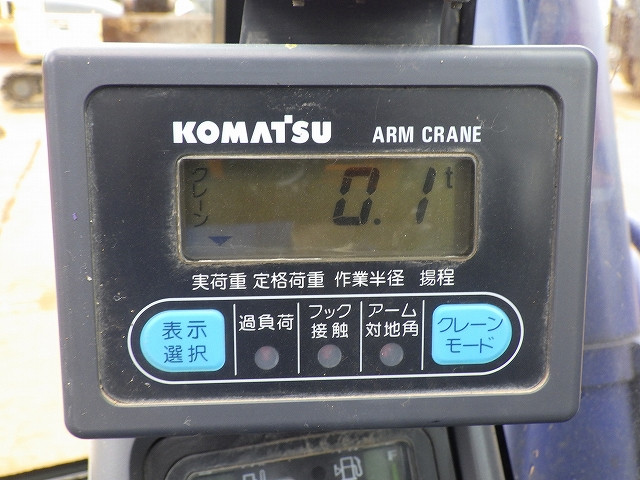 KOMATSU ARM CRANE
クレーン 0.1 t
実荷重 定格荷重 作業半径 揚程
表示選択
過負荷
フック接触
アーム対地角
クレーンモード
F